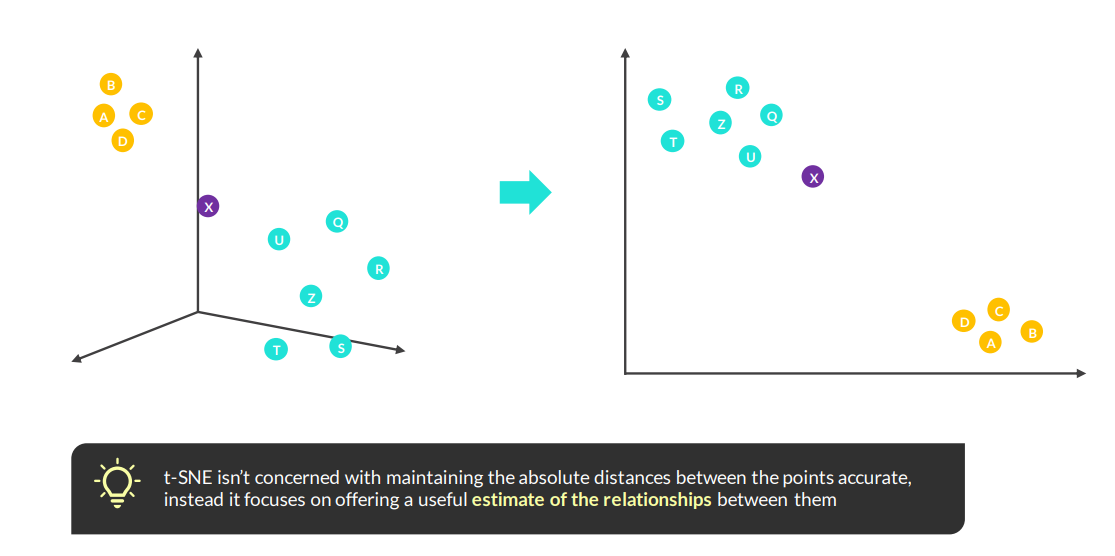 B
A
C
D
X
U
Q
R
Z
T
S
S
R
Z
Q
T
U
X
D
C
B
A
t-SNE isn't concerned with maintaining the absolute distances between the points accurate,
instead it focuses on offering a useful estimate of the relationships between them